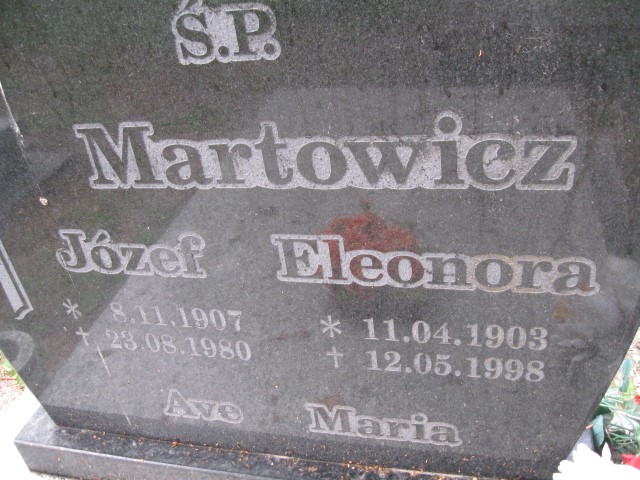 Ś.P.
Martowicz
Józef Eleonora
* 8.11.1907 * 11.04.1903
† 23.08.1980 † 12.05.1998
Ave Maria